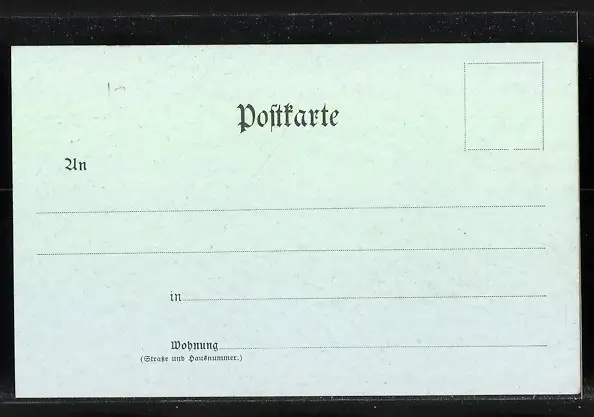 Poſtkarte
An
in
Wohnung
(Straße und Hausnummer.)